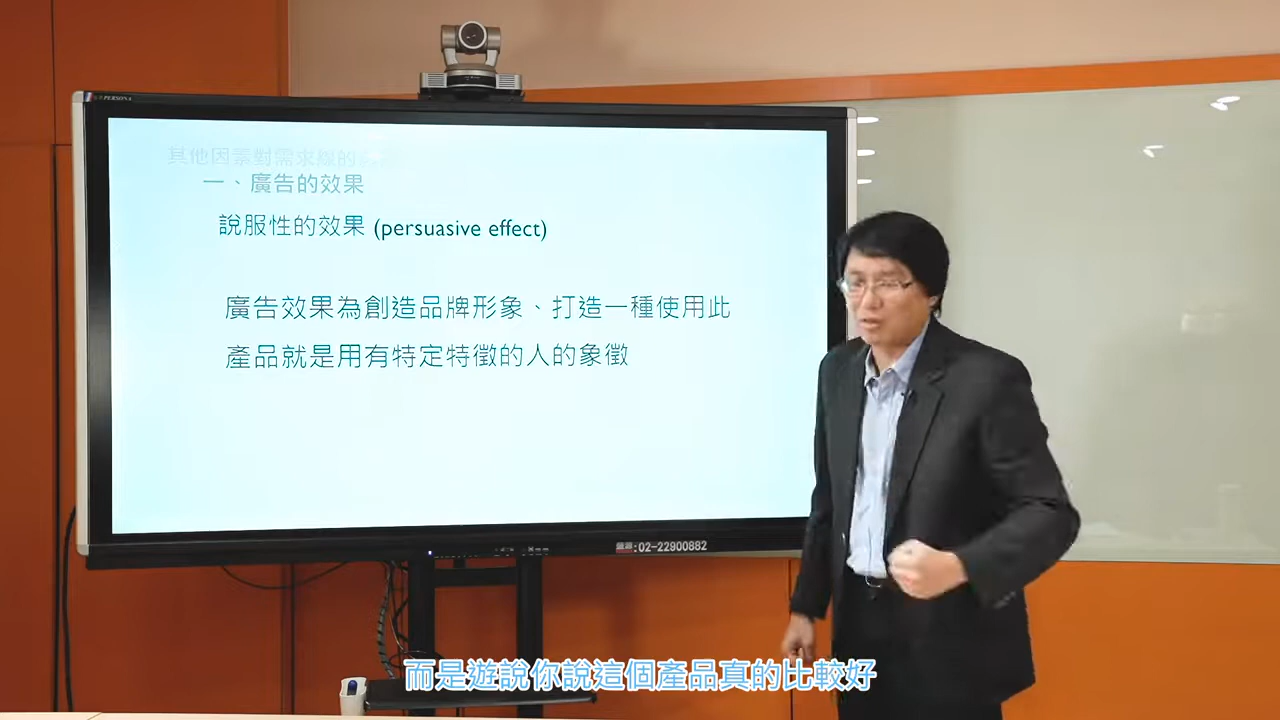 PERSONA
其他因素對需求線的
一、廣告的效果
說服性的效果 (persuasive effect)
廣告效果為創造品牌形象、打造一種使用此
產品就是用有特定特徵的人的象徵
:02-22900882
而是遊說你說這個產品真的比較好